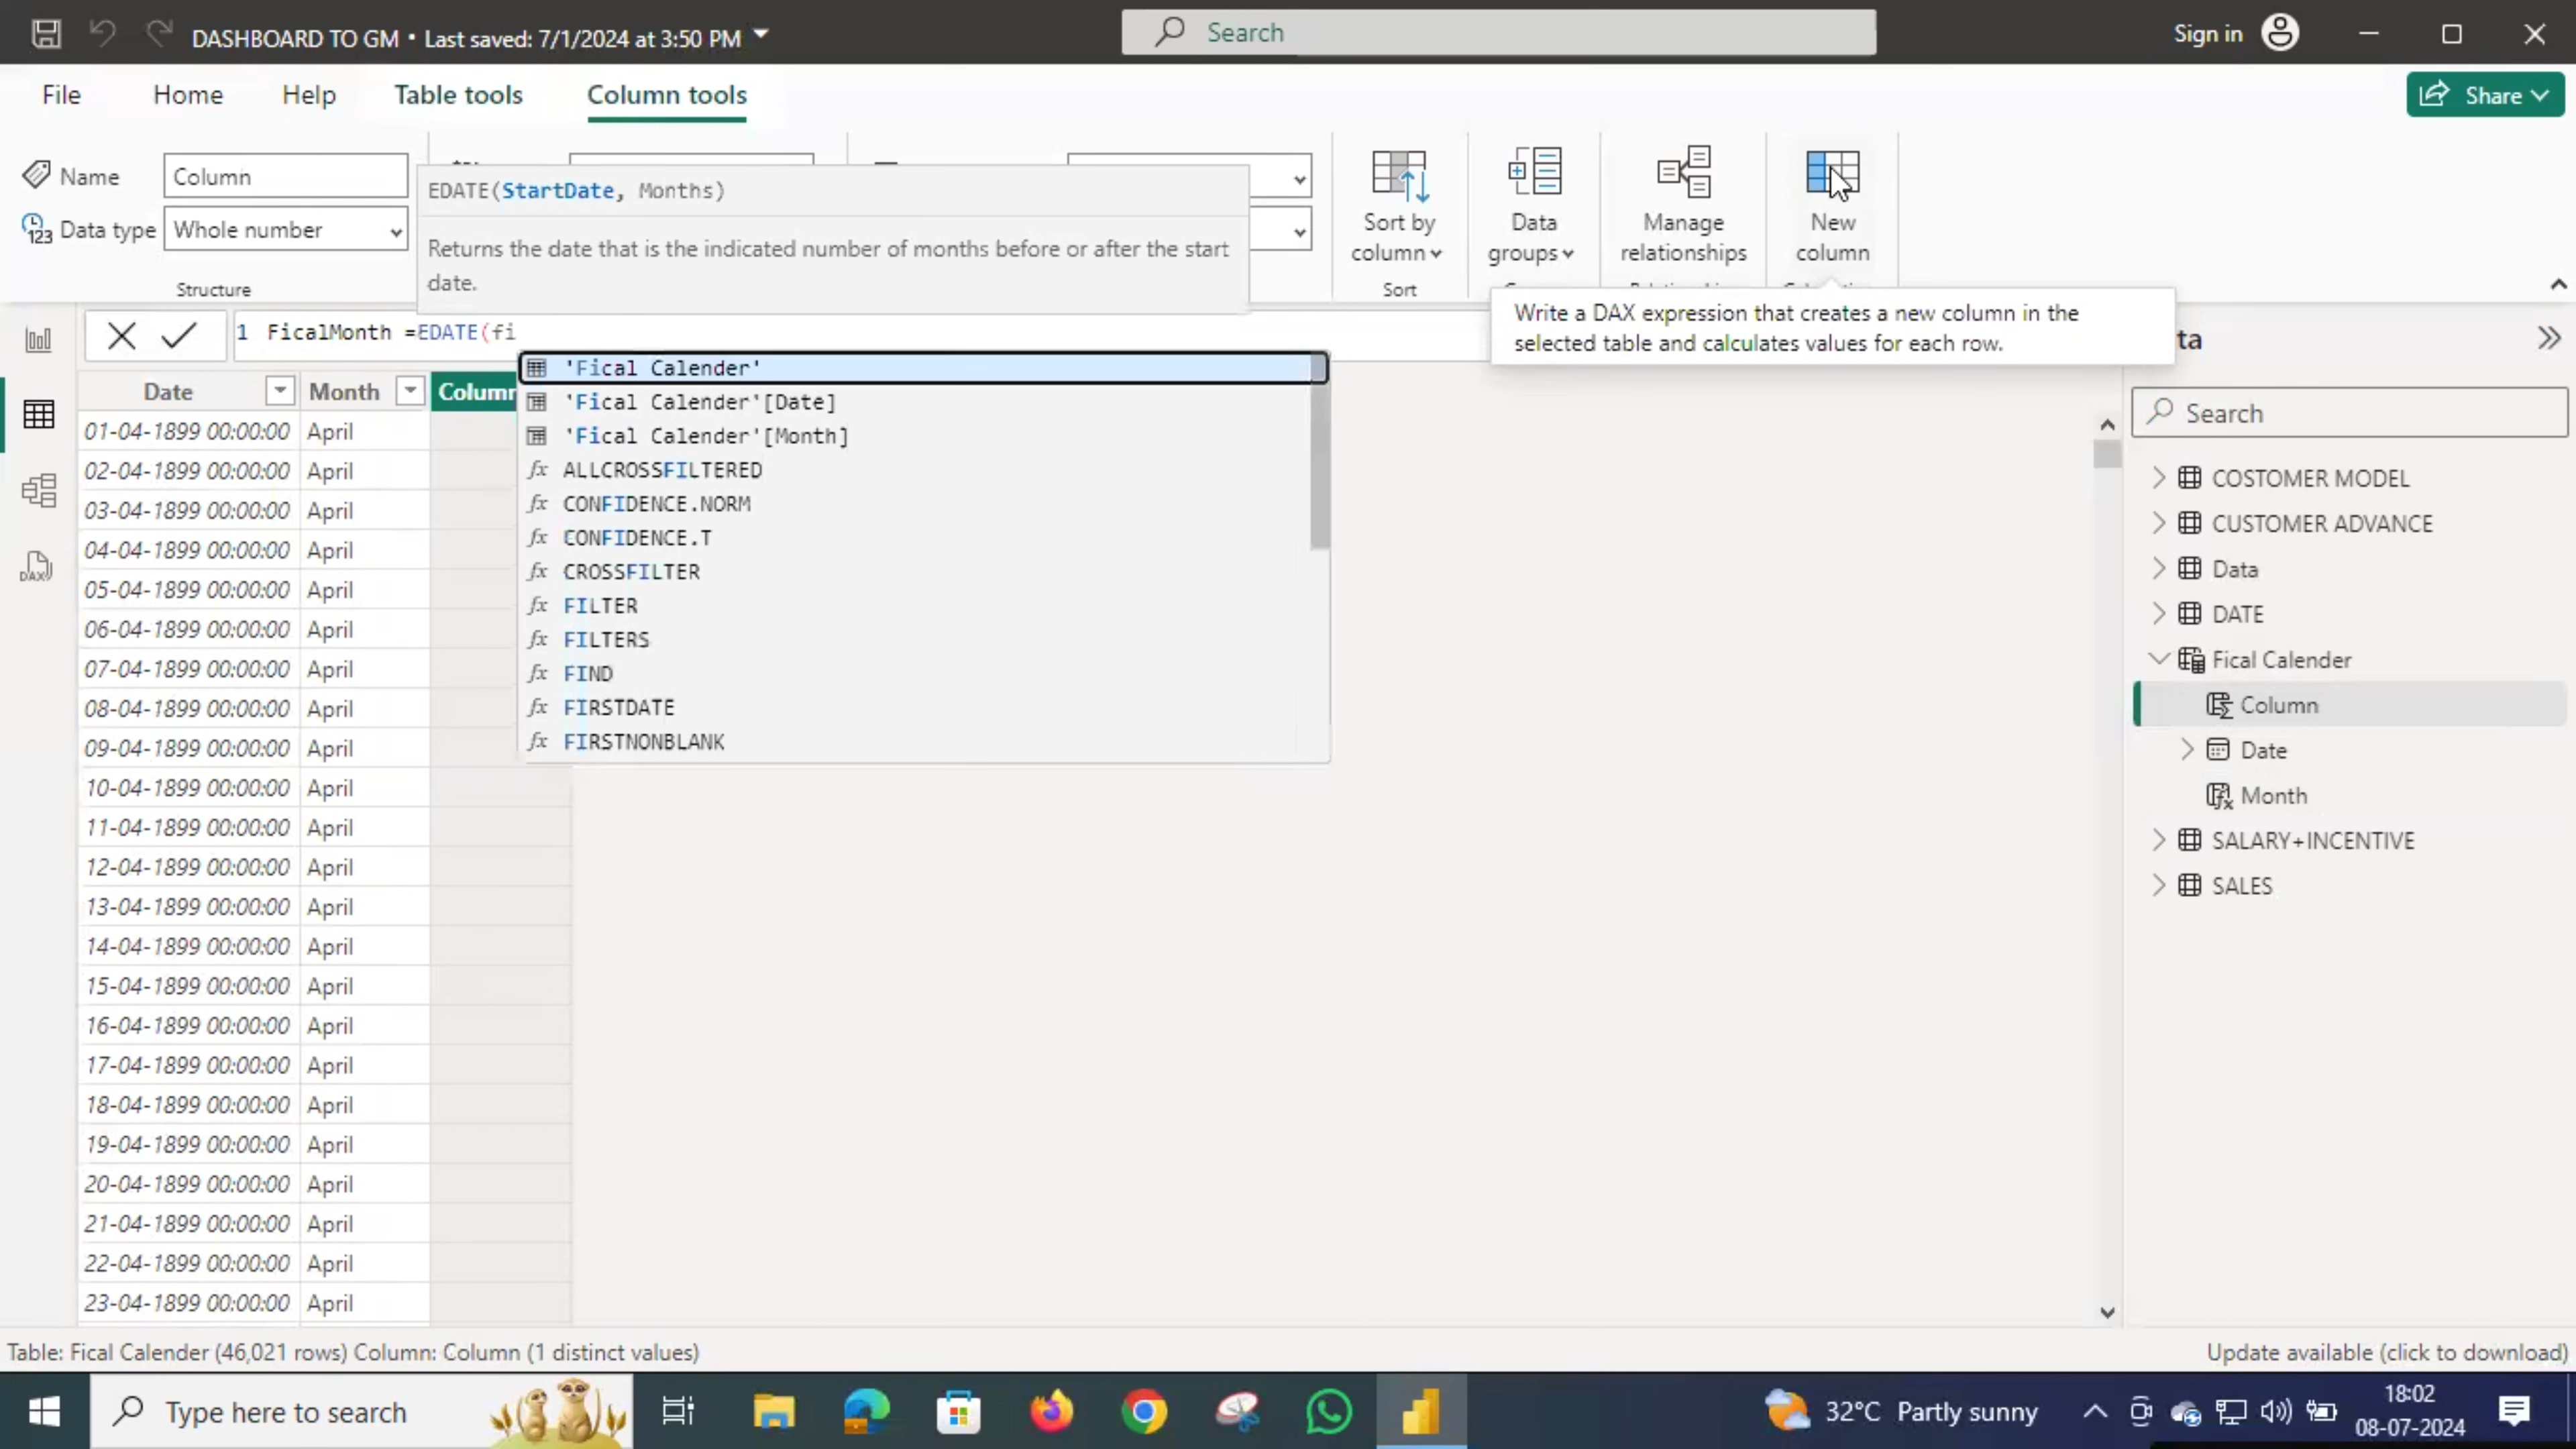 DASHBOARD TO GM • Last saved: 7/1/2024 at 3:50 PM
Search
Sign in
File Home Help Table tools Column tools
Share
Name Column
Data type Whole number
Structure
EDATE(StartDate, Months)
Returns the date that is the indicated number of months before or after the start
date.
Sort by
column
Sort
Data
groups
Manage
relationships
New
column
Write a DAX expression that creates a new column in the
selected table and calculates values for each row.
1 FicalMonth =EDATE(fi
'Fical Calender'
'Fical Calender'[Date]
'Fical Calender'[Month]
ALLCROSSFILTERED
CONFIDENCE.NORM
CONFIDENCE.T
CROSSFILTER
FILTER
FILTERS
FIND
FIRSTDATE
FIRSTNONBLANK
Date Month Column
01-04-1899 00:00:00 April
02-04-1899 00:00:00 April
03-04-1899 00:00:00 April
04-04-1899 00:00:00 April
05-04-1899 00:00:00 April
06-04-1899 00:00:00 April
07-04-1899 00:00:00 April
08-04-1899 00:00:00 April
09-04-1899 00:00:00 April
10-04-1899 00:00:00 April
11-04-1899 00:00:00 April
12-04-1899 00:00:00 April
13-04-1899 00:00:00 April
14-04-1899 00:00:00 April
15-04-1899 00:00:00 April
16-04-1899 00:00:00 April
17-04-1899 00:00:00 April
18-04-1899 00:00:00 April
19-04-1899 00:00:00 April
20-04-1899 00:00:00 April
21-04-1899 00:00:00 April
22-04-1899 00:00:00 April
23-04-1899 00:00:00 April
ta
Search
COSTOMER MODEL
CUSTOMER ADVANCE
Data
DATE
Fical Calender
Column
Date
Month
SALARY+INCENTIVE
SALES
Table: Fical Calender (46,021 rows) Column: Column (1 distinct values)
Update available (click to download)
Type here to search
32°C Partly sunny
18:02
08-07-2024